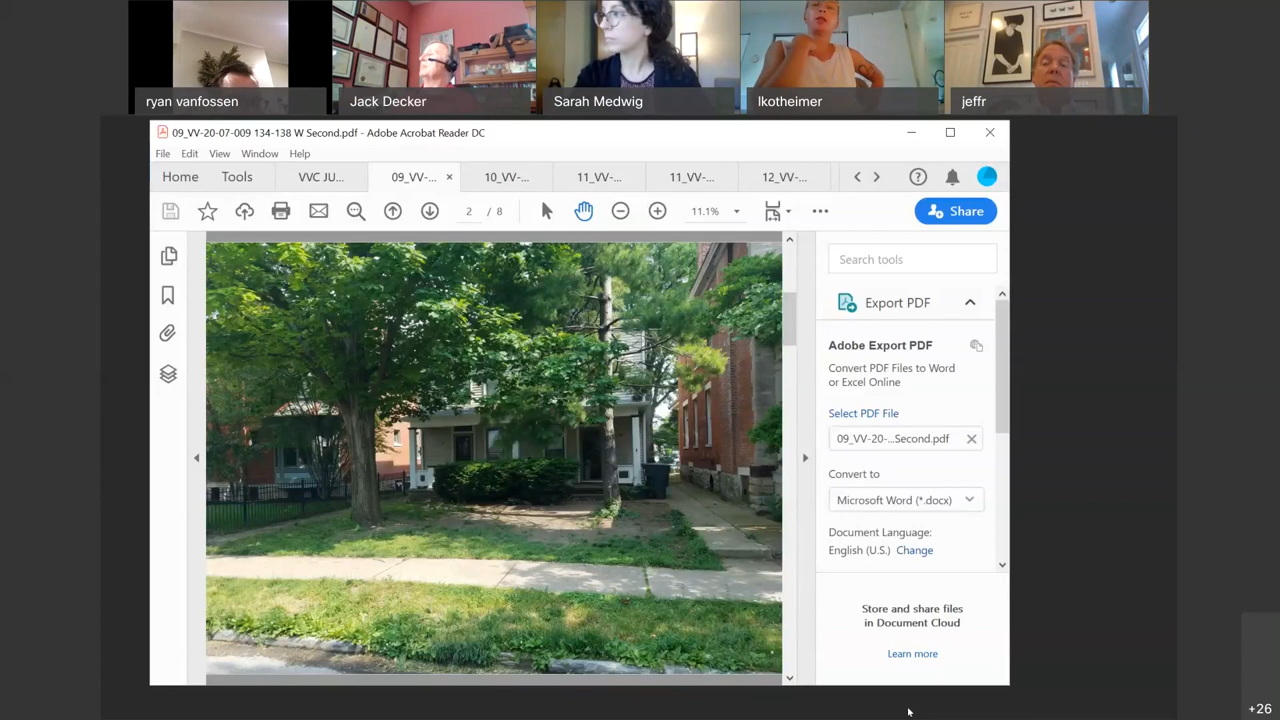 ryan vanfossen
Jack Decker
Sarah Medwig
lkotheimer
jeffr
09_VV-20-07-009 134-138 W Second.pdf - Adobe Acrobat Reader DC
File Edit View Window Help
Home Tools VVC JU... 09_VV-... 10_VV-... 11_VV-... 11_VV-... 12_VV-...
2 / 8 11.1% Share
Search tools
Export PDF
Adobe Export PDF
Convert PDF Files to Word
or Excel Online
Select PDF File
09_VV-20-...Second.pdf
Convert to
Microsoft Word (*.docx)
Document Language:
English (U.S.) Change
Store and share files
in Document Cloud
Learn more
+26